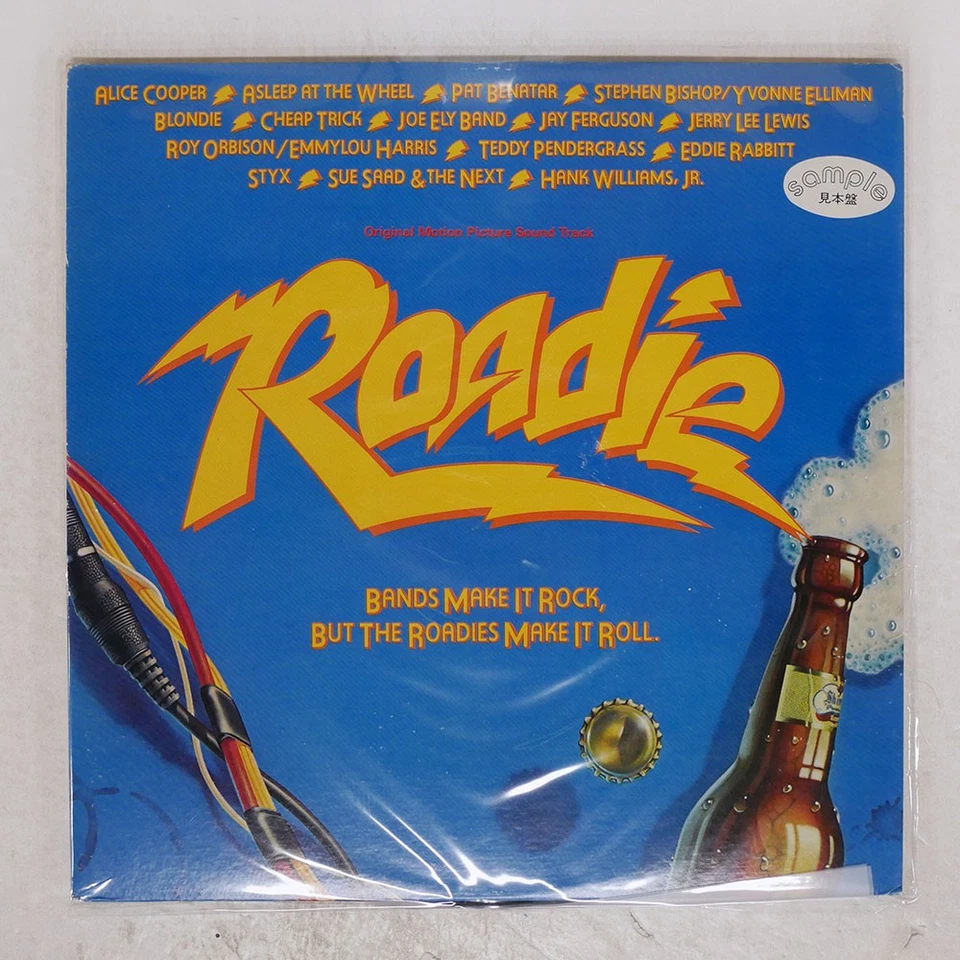 ALICE COOPER ASLEEP AT THE WHEEL PAT BENATAR STEPHEN BISHOP/YVONNE ELLIMAN
BLONDIE CHEAP TRICK JOE ELY BAND JAY FERGUSON JERRY LEE LEWIS
ROY ORBISON/EMMYLOU HARRIS TEDDY PENDERGRASS EDDIE RABBITT
STYX SUE SAAD & THE NEXT HANK WILLIAMS, JR.
sample
見本盤
Original Motion Picture Sound Track
Roadie
BANDS MAKE IT ROCK,
BUT THE ROADIES MAKE IT ROLL.